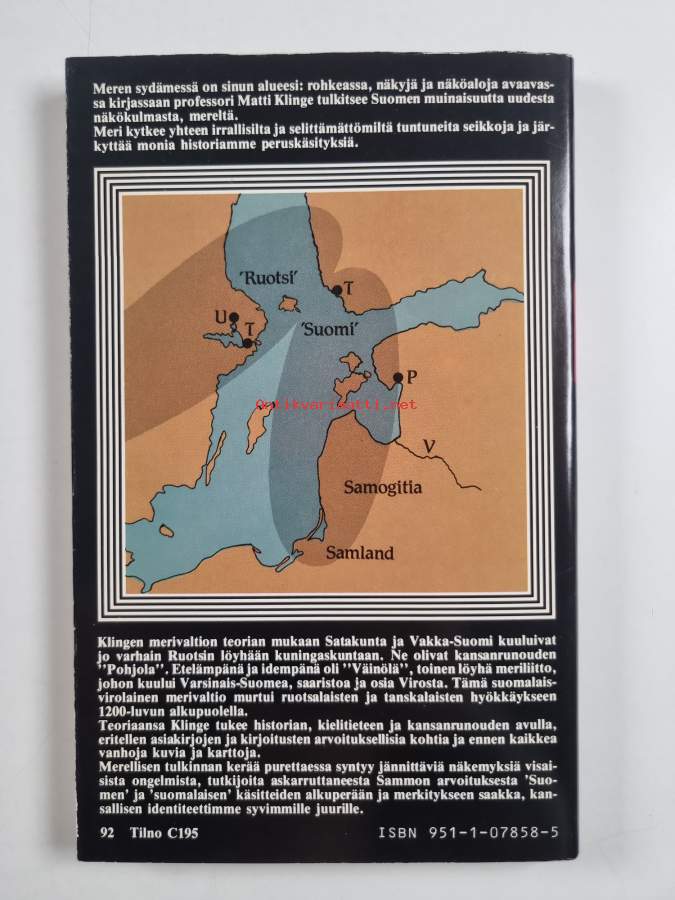 Meren sydämessä on sinun alueesi: rohkeassa, näkyjä ja näköaloja avaavas-
sa kirjassaan professori Matti Klinge tulkitsee Suomen muinaisuutta uudesta
näkökulmasta, mereltä.
Meri kytkee yhteen irrallisilta ja selittämättömiltä tuntuneita seikkoja ja jär-
kyttää monia historiamme peruskäsityksiä.
'Ruotsi'
T
U
'Suomi'
T
P
Antikvariaatti.net
V
Samogitia
Samland
Klingen merivaltion teorian mukaan Satakunta ja Vakka-Suomi kuuluivat
jo varhain Ruotsin löyhään kuningaskuntaan. Ne olivat kansanrunouden
"Pohjola". Etelämpänä ja idempänä oli "Väinölä", toinen löyhä meriliitto,
johon kuului Varsinais-Suomea, saaristoa ja osia Virosta. Tämä suomalais-
virolainen merivaltio murtui ruotsalaisten ja tanskalaisten hyökkäykseen
1200-luvun alkupuolella.
Teoriaansa Klinge tukee historian, kielitieteen ja kansanrunouden avulla,
eritellen asiakirjojen ja kirjoitusten arvoituksellisia kohtia ja ennen kaikkea
vanhoja kuvia ja karttoja.
Merellisen tulkinnan kerää purettaessa syntyy jännittäviä näkemyksiä visai-
sista ongelmista, tutkijoita askarruttaneesta Sammon arvoituksesta 'Suo-
men' ja 'suomalaisen' käsitteiden alkuperään ja merkitykseen saakka, kan-
sallisen identiteettimme syvimmille juurille.
92 Tilno C195
ISBN 951-1-07858-5